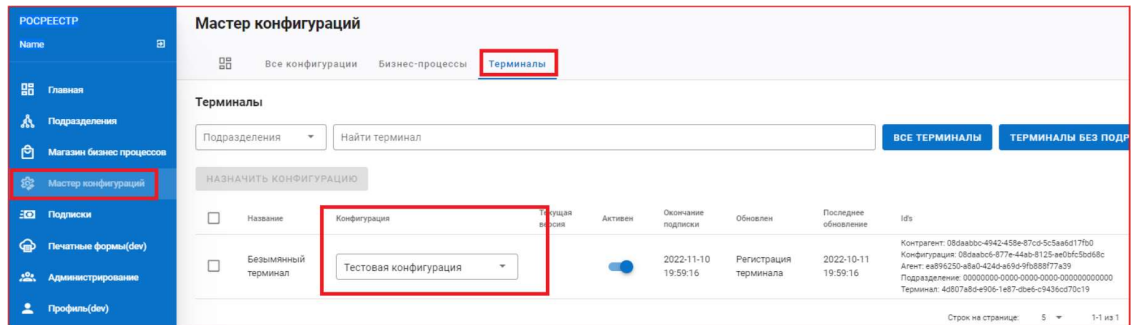 РОСРЕЕСТР
Name
Главная
Подразделения
Магазин бизнес процессов
Мастер конфигураций
Подписки
Печатные формы(dev)
Администрирование
Профиль(dev)
Мастер конфигураций
Все конфигурации Бизнес-процессы Терминалы
Терминалы
Подразделения Найти терминал ВСЕ ТЕРМИНАЛЫ ТЕРМИНАЛЫ БЕЗ ПОДР
НАЗНАЧИТЬ КОНФИГУРАЦИЮ
Название Конфигурация Текущая версия Активен Окончание подписки Обновлен Последнее обновление Id's
Безымянный терминал Тестовая конфигурация 2022-11-10 19:59:16 Регистрация терминала 2022-10-11 19:59:16
Контрагент: 08daabbc-4942-458e-87cd-5c5aa6d17fb0
Конфигурация: 08daabc6-877e-44ab-8125-ae0bfc5bd68c
Агент: ea896250-a8a0-424d-a69d-9fb888f77a39
Подразделение: 00000000-0000-0000-0000-000000000000
Терминал: 4d807a8d-e906-1e87-dbe6-c9436cd70c19
Строк на странице: 5 1-1 из 1